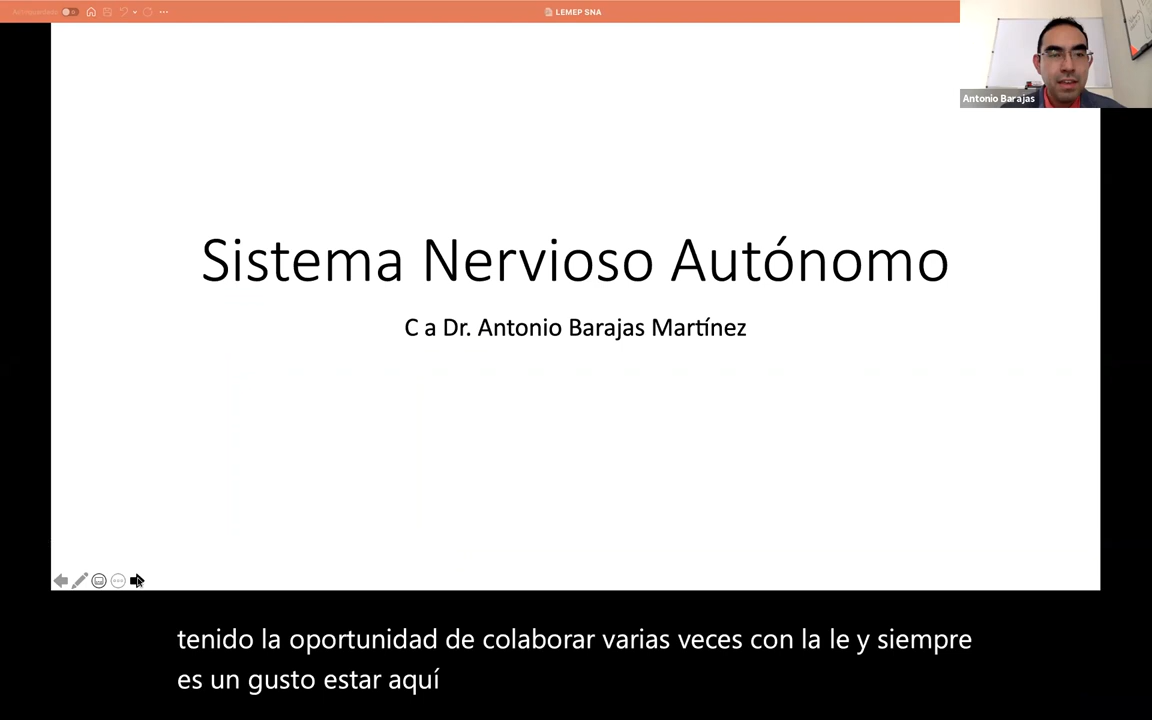 LEMEP SNA
Antonio Barajas
Sistema Nervioso Autónomo
C a Dr. Antonio Barajas Martínez
tenido la oportunidad de colaborar varias veces con la le y siempre
es un gusto estar aquí